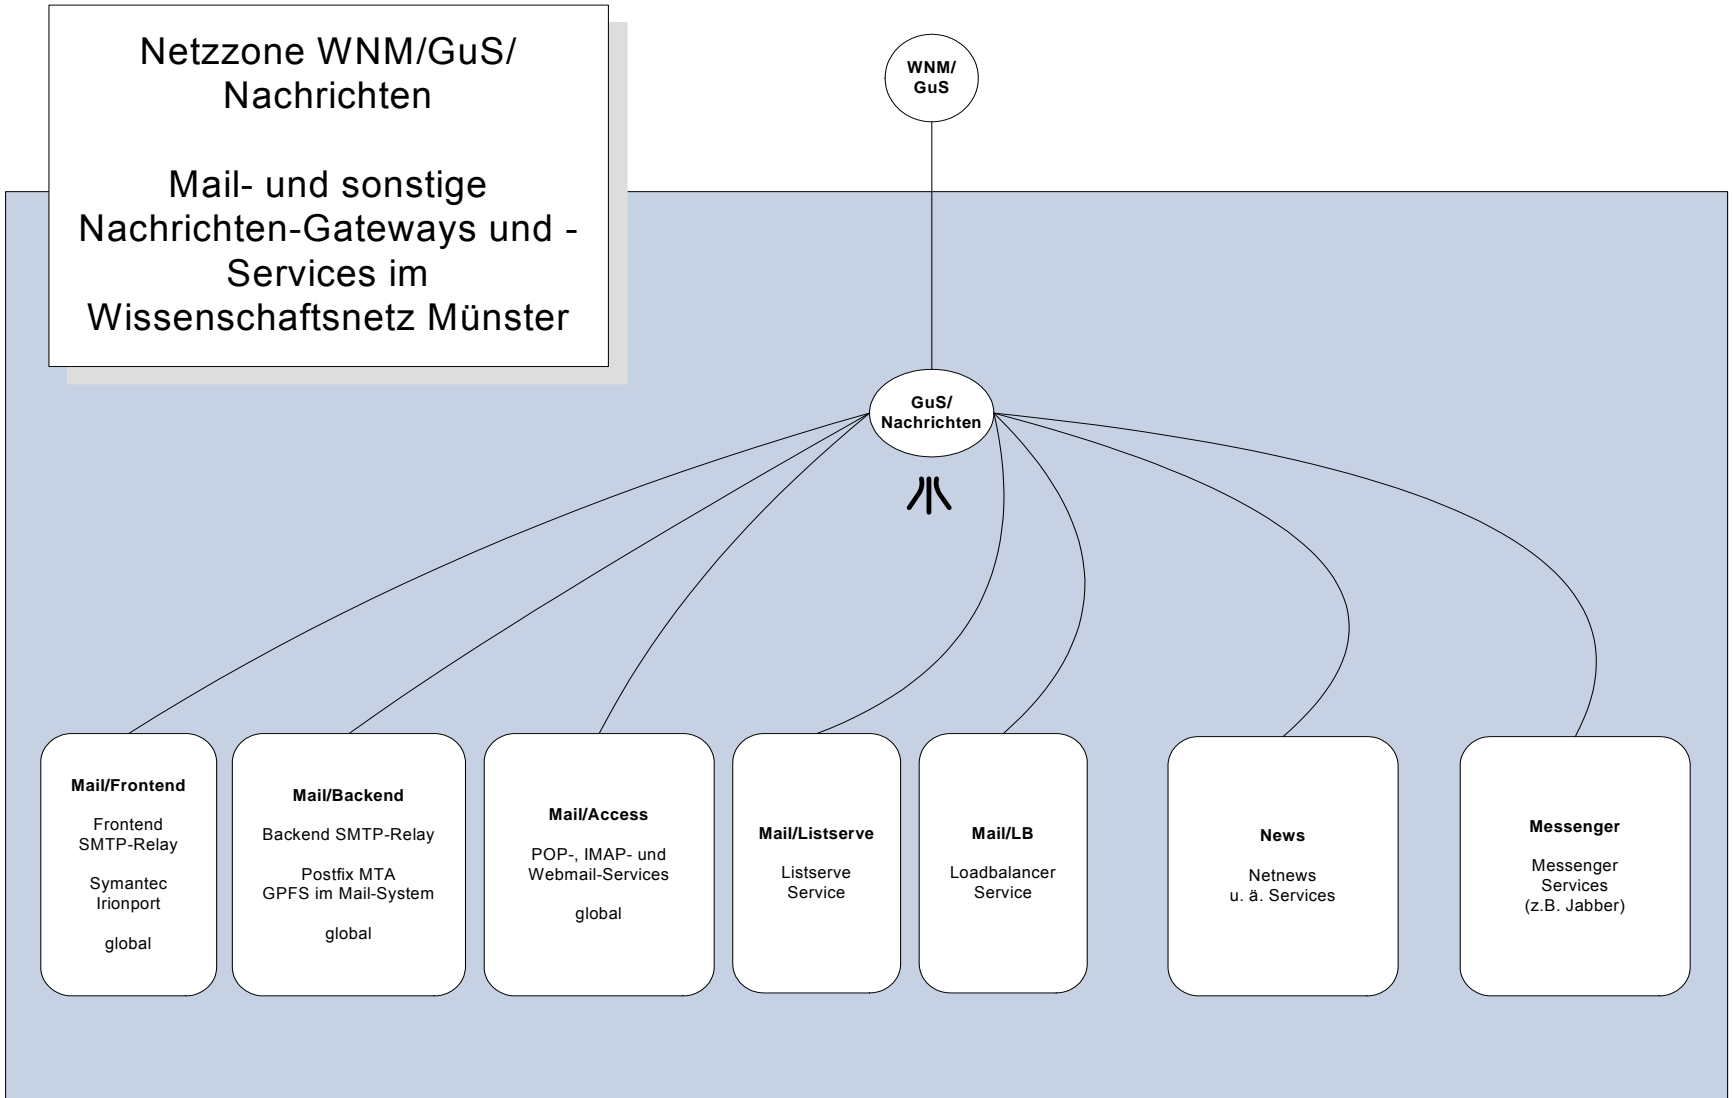 Netzzone WNM/GuS/
Nachrichten
Mail- und sonstige
Nachrichten-Gateways und -
Services im
Wissenschaftsnetz Münster
WNM/
GuS
GuS/
Nachrichten
Mail/Frontend
Frontend
SMTP-Relay
Symantec
Irionport
global
Mail/Backend
Backend SMTP-Relay
Postfix MTA
GPFS im Mail-System
global
Mail/Access
POP-, IMAP- und
Webmail-Services
global
Mail/Listserve
Listserve
Service
Mail/LB
Loadbalancer
Service
News
Netnews
u. ä. Services
Messenger
Messenger
Services
(z.B. Jabber)